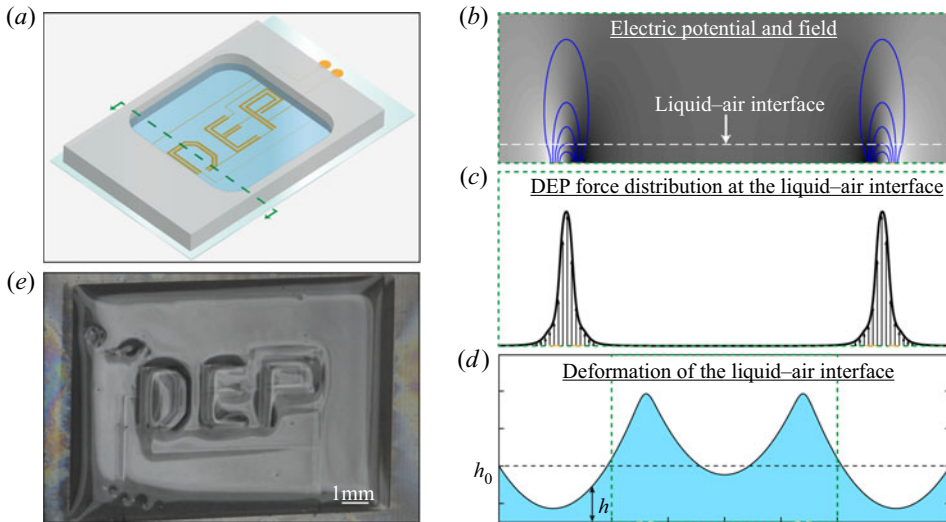 (a)
DEP
(b)
Electric potential and field
Liquid–air interface
(c)
DEP force distribution at the liquid–air interface
(d)
Deformation of the liquid–air interface
h0
h
(e)
DEP
1mm